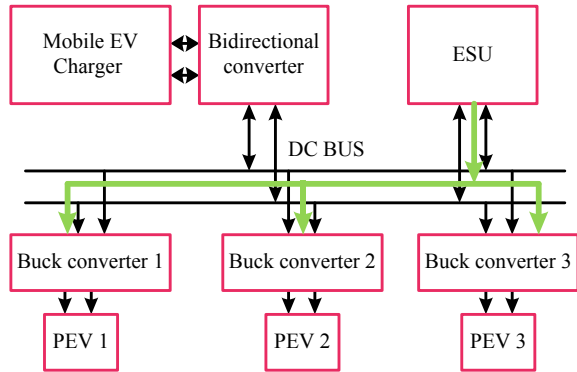 Mobile EV
Charger
Bidirectional
converter
ESU
DC BUS
Buck converter 1
Buck converter 2
Buck converter 3
PEV 1
PEV 2
PEV 3